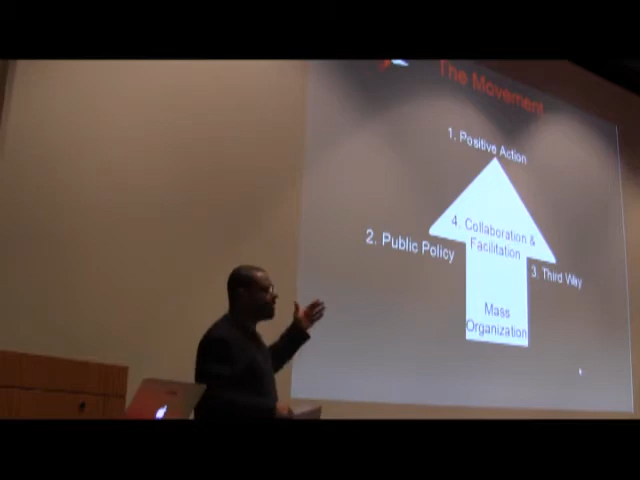 The Movement
1. Positive Action
4. Collaboration &
Facilitation
2. Public Policy
3. Third Way
Mass
Organization